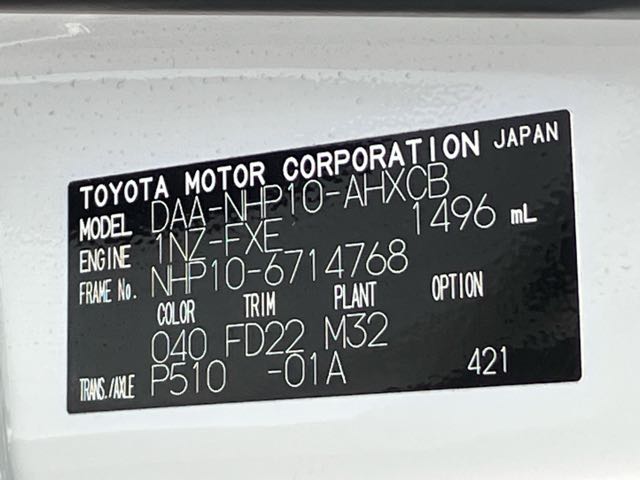 TOYOTA MOTOR CORPORATION JAPAN
MODEL DAA-NHP10-AHXCB
ENGINE 1NZ-FXE 1496 mL
FRAME No. NHP10-6714768
COLOR TRIM PLANT OPTION
040 FD22 M32
TRANS./AXLE P510 -01A 421